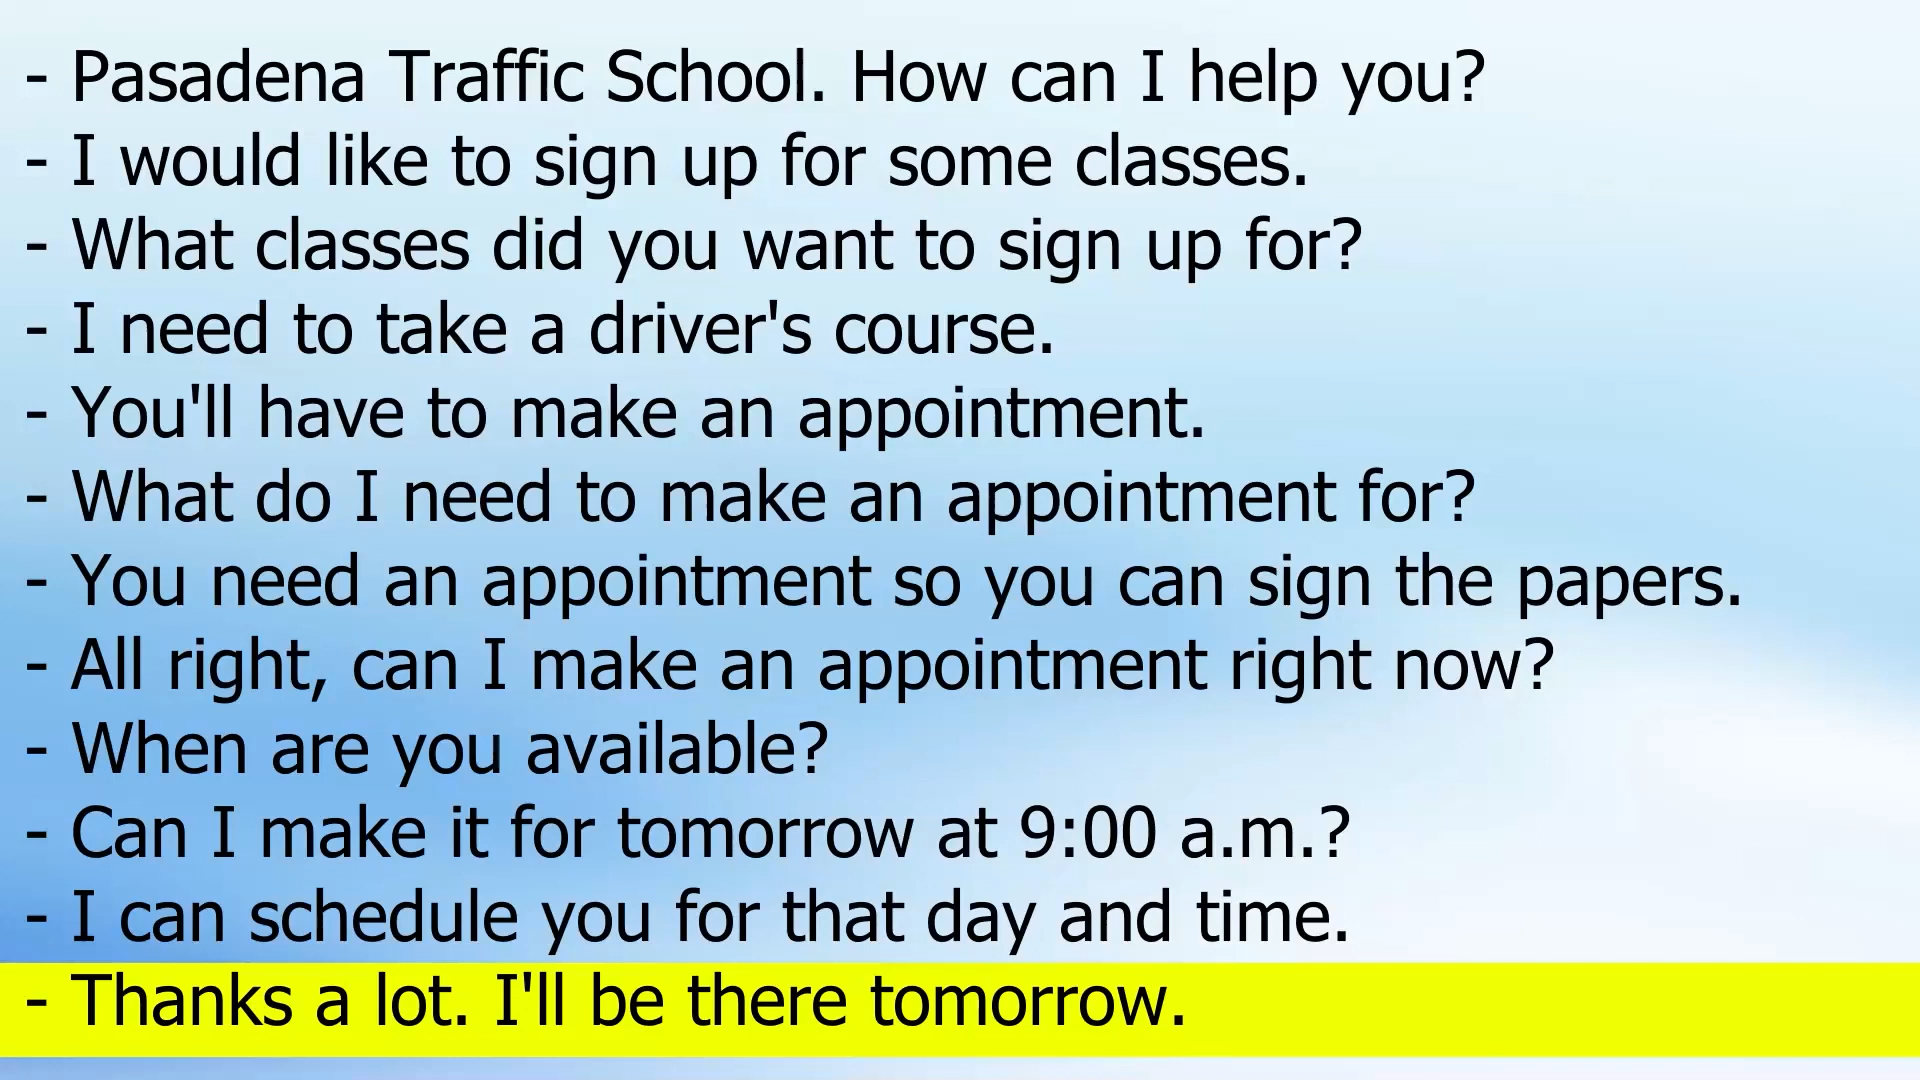 - Pasadena Traffic School. How can I help you?
- I would like to sign up for some classes.
- What classes did you want to sign up for?
- I need to take a driver's course.
- You'll have to make an appointment.
- What do I need to make an appointment for?
- You need an appointment so you can sign the papers.
- All right, can I make an appointment right now?
- When are you available?
- Can I make it for tomorrow at 9:00 a.m.?
- I can schedule you for that day and time.
- Thanks a lot. I'll be there tomorrow.